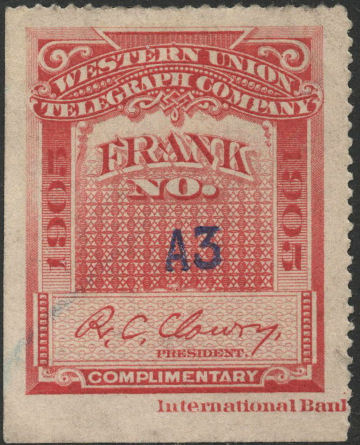 WESTERN UNION
TELEGRAPH COMPANY
FRANK
NO.
1905
1905
A3
R. C. Clowry.
PRESIDENT.
COMPLIMENTARY
International Bank